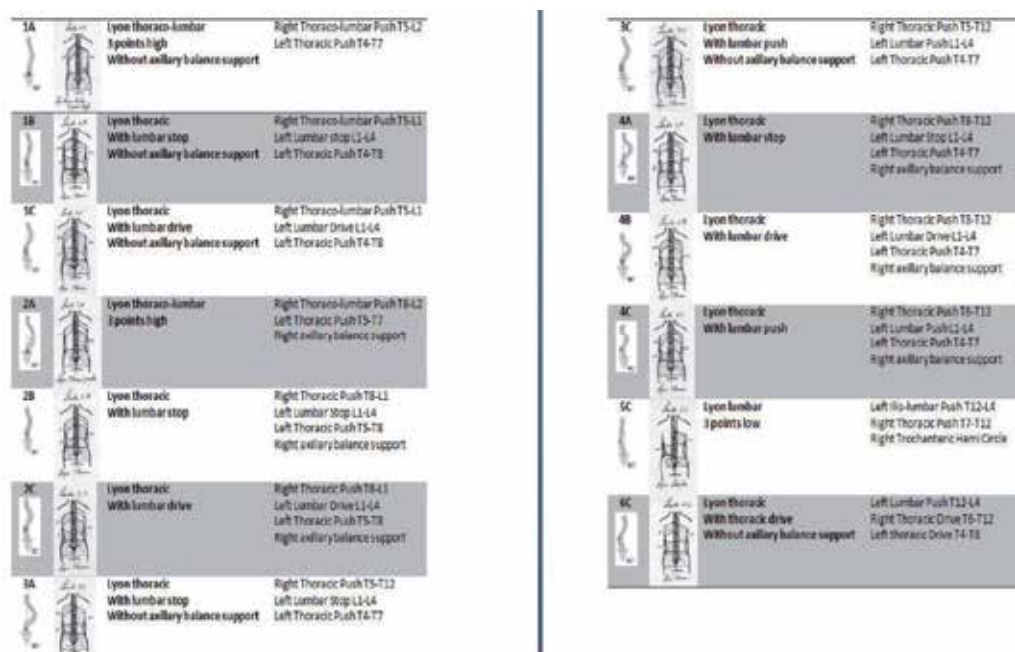 1A
Lyon thoraco-lumbar
3 points high
Without axillary balance support
Right Thoraco-lumbar Push T5-L2
Left Thoracic Push T4-T7
1B
Lyon thoracic
With lumbar stop
Without axillary balance support
Right Thoraco-lumbar Push T5-L1
Left Lumbar stop L1-L4
Left Thoracic Push T4-T8
1C
Lyon thoracic
With lumbar drive
Without axillary balance support
Right Thoraco-lumbar Push T5-L1
Left Lumbar Drive L1-L4
Left Thoracic Push T4-T8
2A
Lyon thoraco-lumbar
3 points high
Right Thoraco-lumbar Push T8-L2
Left Thoracic Push T5-T7
Right axillary balance support
2B
Lyon thoracic
With lumbar stop
Right Thoracic Push T8-L1
Left Lumbar Stop L1-L4
Left Thoracic Push T5-T8
Right axillary balance support
2C
Lyon thoracic
With lumbar drive
Right Thoracic Push T8-L1
Left Lumbar Drive L1-L4
Left Thoracic Push T5-T8
Right axillary balance support
3A
Lyon thoracic
With lumbar stop
Without axillary balance support
Right Thoracic Push T5-T12
Left Lumbar Stop L1-L4
Left Thoracic Push T4-T7
3C
Lyon thoracic
With lumbar push
Without axillary balance support
Right Thoracic Push T5-T12
Left Lumbar Push L1-L4
Left Thoracic Push T4-T7
4A
Lyon thoracic
With lumbar stop
Right Thoracic Push T8-T12
Left Lumbar Stop L1-L4
Left Thoracic Push T4-T7
Right axillary balance support
4B
Lyon thoracic
With lumbar drive
Right Thoracic Push T8-T12
Left Lumbar Drive L1-L4
Left Thoracic Push T4-T7
Right axillary balance support
4C
Lyon thoracic
With lumbar push
Right Thoracic Push
Left Lumbar Push L1-L4
Left Thoracic Push T4-T7
Right axillary balance support
5C
Lyon lumbar
3 points low
Left Ilio-lumbar Push T12-L4
Right Thoracic Push T7-T12
Right Trochanteric Hemi Circle
6C
Lyon thoracic
With thoracic drive
Without axillary balance support
Left Lumbar Push T12-L4
Right Thoracic Drive T6-T12
Left thoracic Drive T4-T8